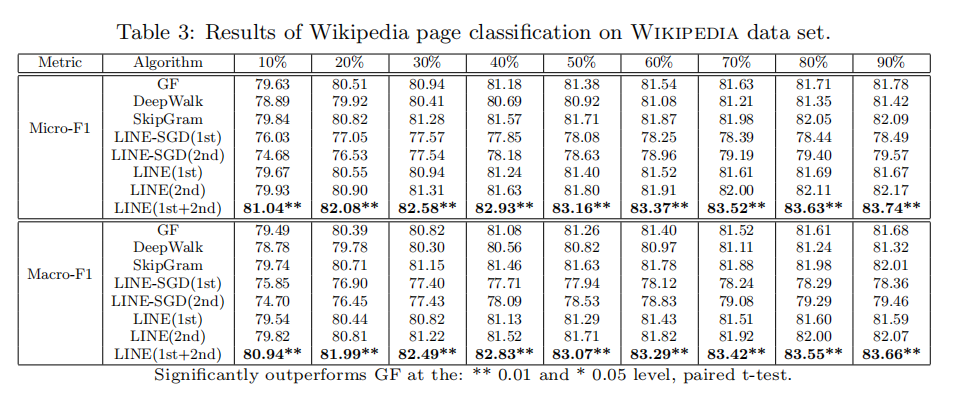 Table 3: Results of Wikipedia page classification on WIKIPEDIA data set.
Metric Algorithm 10% 20% 30% 40% 50% 60% 70% 80% 90%
GF 79.63 80.51 80.94 81.18 81.38 81.54 81.63 81.71 81.78
DeepWalk 78.89 79.92 80.41 80.69 80.92 81.08 81.21 81.35 81.42
SkipGram 79.84 80.82 81.28 81.57 81.71 81.87 81.98 82.05 82.09
Micro-F1 LINE-SGD(1st) 76.03 77.05 77.57 77.85 78.08 78.25 78.39 78.44 78.49
LINE-SGD(2nd) 74.68 76.53 77.54 78.18 78.63 78.96 79.19 79.40 79.57
LINE(1st) 79.67 80.55 80.94 81.24 81.40 81.52 81.61 81.69 81.67
LINE(2nd) 79.93 80.90 81.31 81.63 81.80 81.91 82.00 82.11 82.17
LINE(1st+2nd) 81.04** 82.08** 82.58** 82.93** 83.16** 83.37** 83.52** 83.63** 83.74**
GF 79.49 80.39 80.82 81.08 81.26 81.40 81.52 81.61 81.68
DeepWalk 78.78 79.78 80.30 80.56 80.82 80.97 81.11 81.24 81.32
SkipGram 79.74 80.71 81.15 81.46 81.63 81.78 81.88 81.98 82.01
Macro-F1 LINE-SGD(1st) 75.85 76.90 77.40 77.71 77.94 78.12 78.24 78.29 78.36
LINE-SGD(2nd) 74.70 76.45 77.43 78.09 78.53 78.83 79.08 79.29 79.46
LINE(1st) 79.54 80.44 80.82 81.13 81.29 81.43 81.51 81.60 81.59
LINE(2nd) 79.82 80.81 81.22 81.52 81.71 81.82 81.92 82.00 82.07
LINE(1st+2nd) 80.94** 81.99** 82.49** 82.83** 83.07** 83.29** 83.42** 83.55** 83.66**
Significantly outperforms GF at the: ** 0.01 and * 0.05 level, paired t-test.